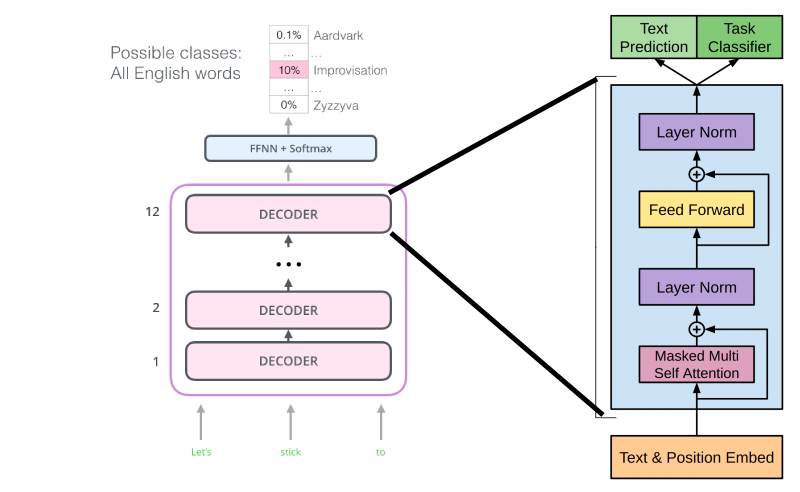 Possible classes:
All English words
0.1% Aardvark
... ...
10% Improvisation
... ...
0% Zyzzyva
FFNN + Softmax
12 DECODER
...
2 DECODER
1 DECODER
Let's stick to
Text
Prediction
Task
Classifier
Layer Norm
+
Feed Forward
Layer Norm
+
Masked Multi
Self Attention
Text & Position Embed